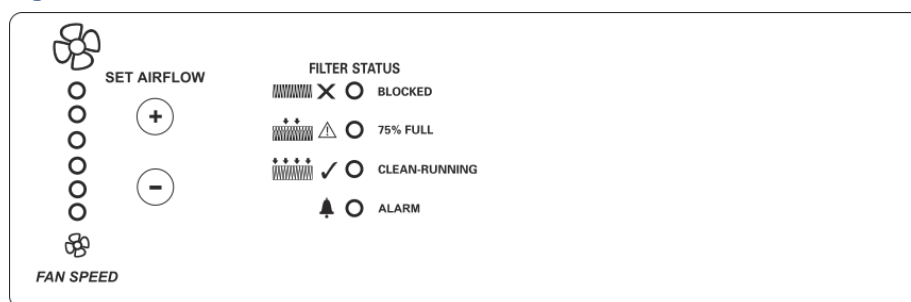 SET AIRFLOW
+
-
FAN SPEED
FILTER STATUS
BLOCKED
75% FULL
CLEAN-RUNNING
ALARM